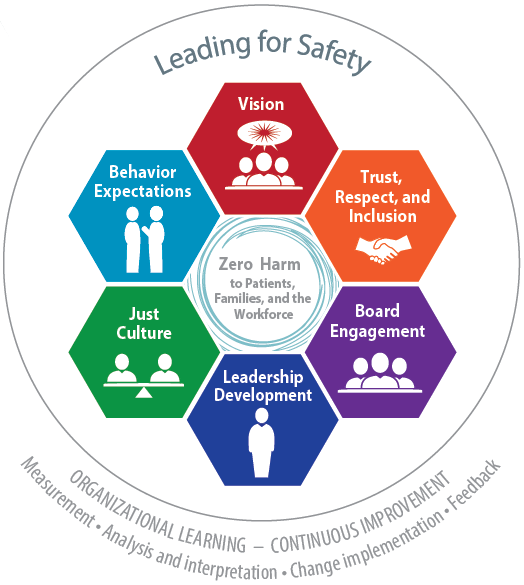 Leading for Safety
Vision
Trust,
Respect, and
Inclusion
Board
Engagement
Leadership
Development
Just
Culture
Behavior
Expectations
Zero Harm
to Patients,
Families, and the
Workforce
ORGANIZATIONAL LEARNING – CONTINUOUS IMPROVEMENT
Measurement • Analysis and interpretation • Change implementation • Feedback